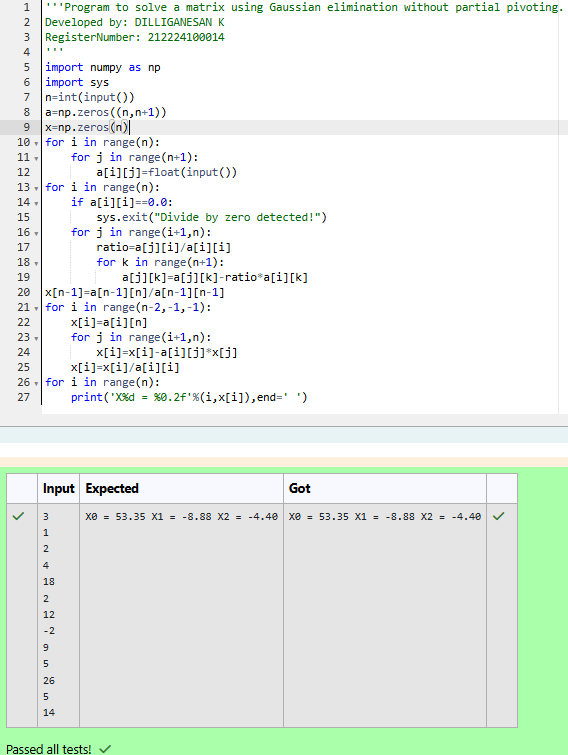 1 '''Program to solve a matrix using Gaussian elimination without partial pivoting.
2 Developed by: DILLIGANESAN K
3 RegisterNumber: 212224100014
4 '''
5 import numpy as np
6 import sys
7 n=int(input())
8 a=np.zeros((n,n+1))
9 x=np.zeros(n)
10 for i in range(n):
11     for j in range(n+1):
12         a[i][j]=float(input())
13 for i in range(n):
14     if a[i][i]==0.0:
15         sys.exit("Divide by zero detected!")
16     for j in range(i+1,n):
17         ratio=a[j][i]/a[i][i]
18         for k in range(n+1):
19             a[j][k]=a[j][k]-ratio*a[i][k]
20 x[n-1]=a[n-1][n]/a[n-1][n-1]
21 for i in range(n-2,-1,-1):
22     x[i]=a[i][n]
23     for j in range(i+1,n):
24         x[i]=x[i]-a[i][j]*x[j]
25     x[i]=x[i]/a[i][i]
26 for i in range(n):
27     print('X%d = %0.2f'%(i,x[i]),end=' ')
Input Expected Got
3 X0 = 53.35 X1 = -8.88 X2 = -4.40 X0 = 53.35 X1 = -8.88 X2 = -4.40
1
2
4
18
2
12
-2
9
5
26
5
14
Passed all tests!